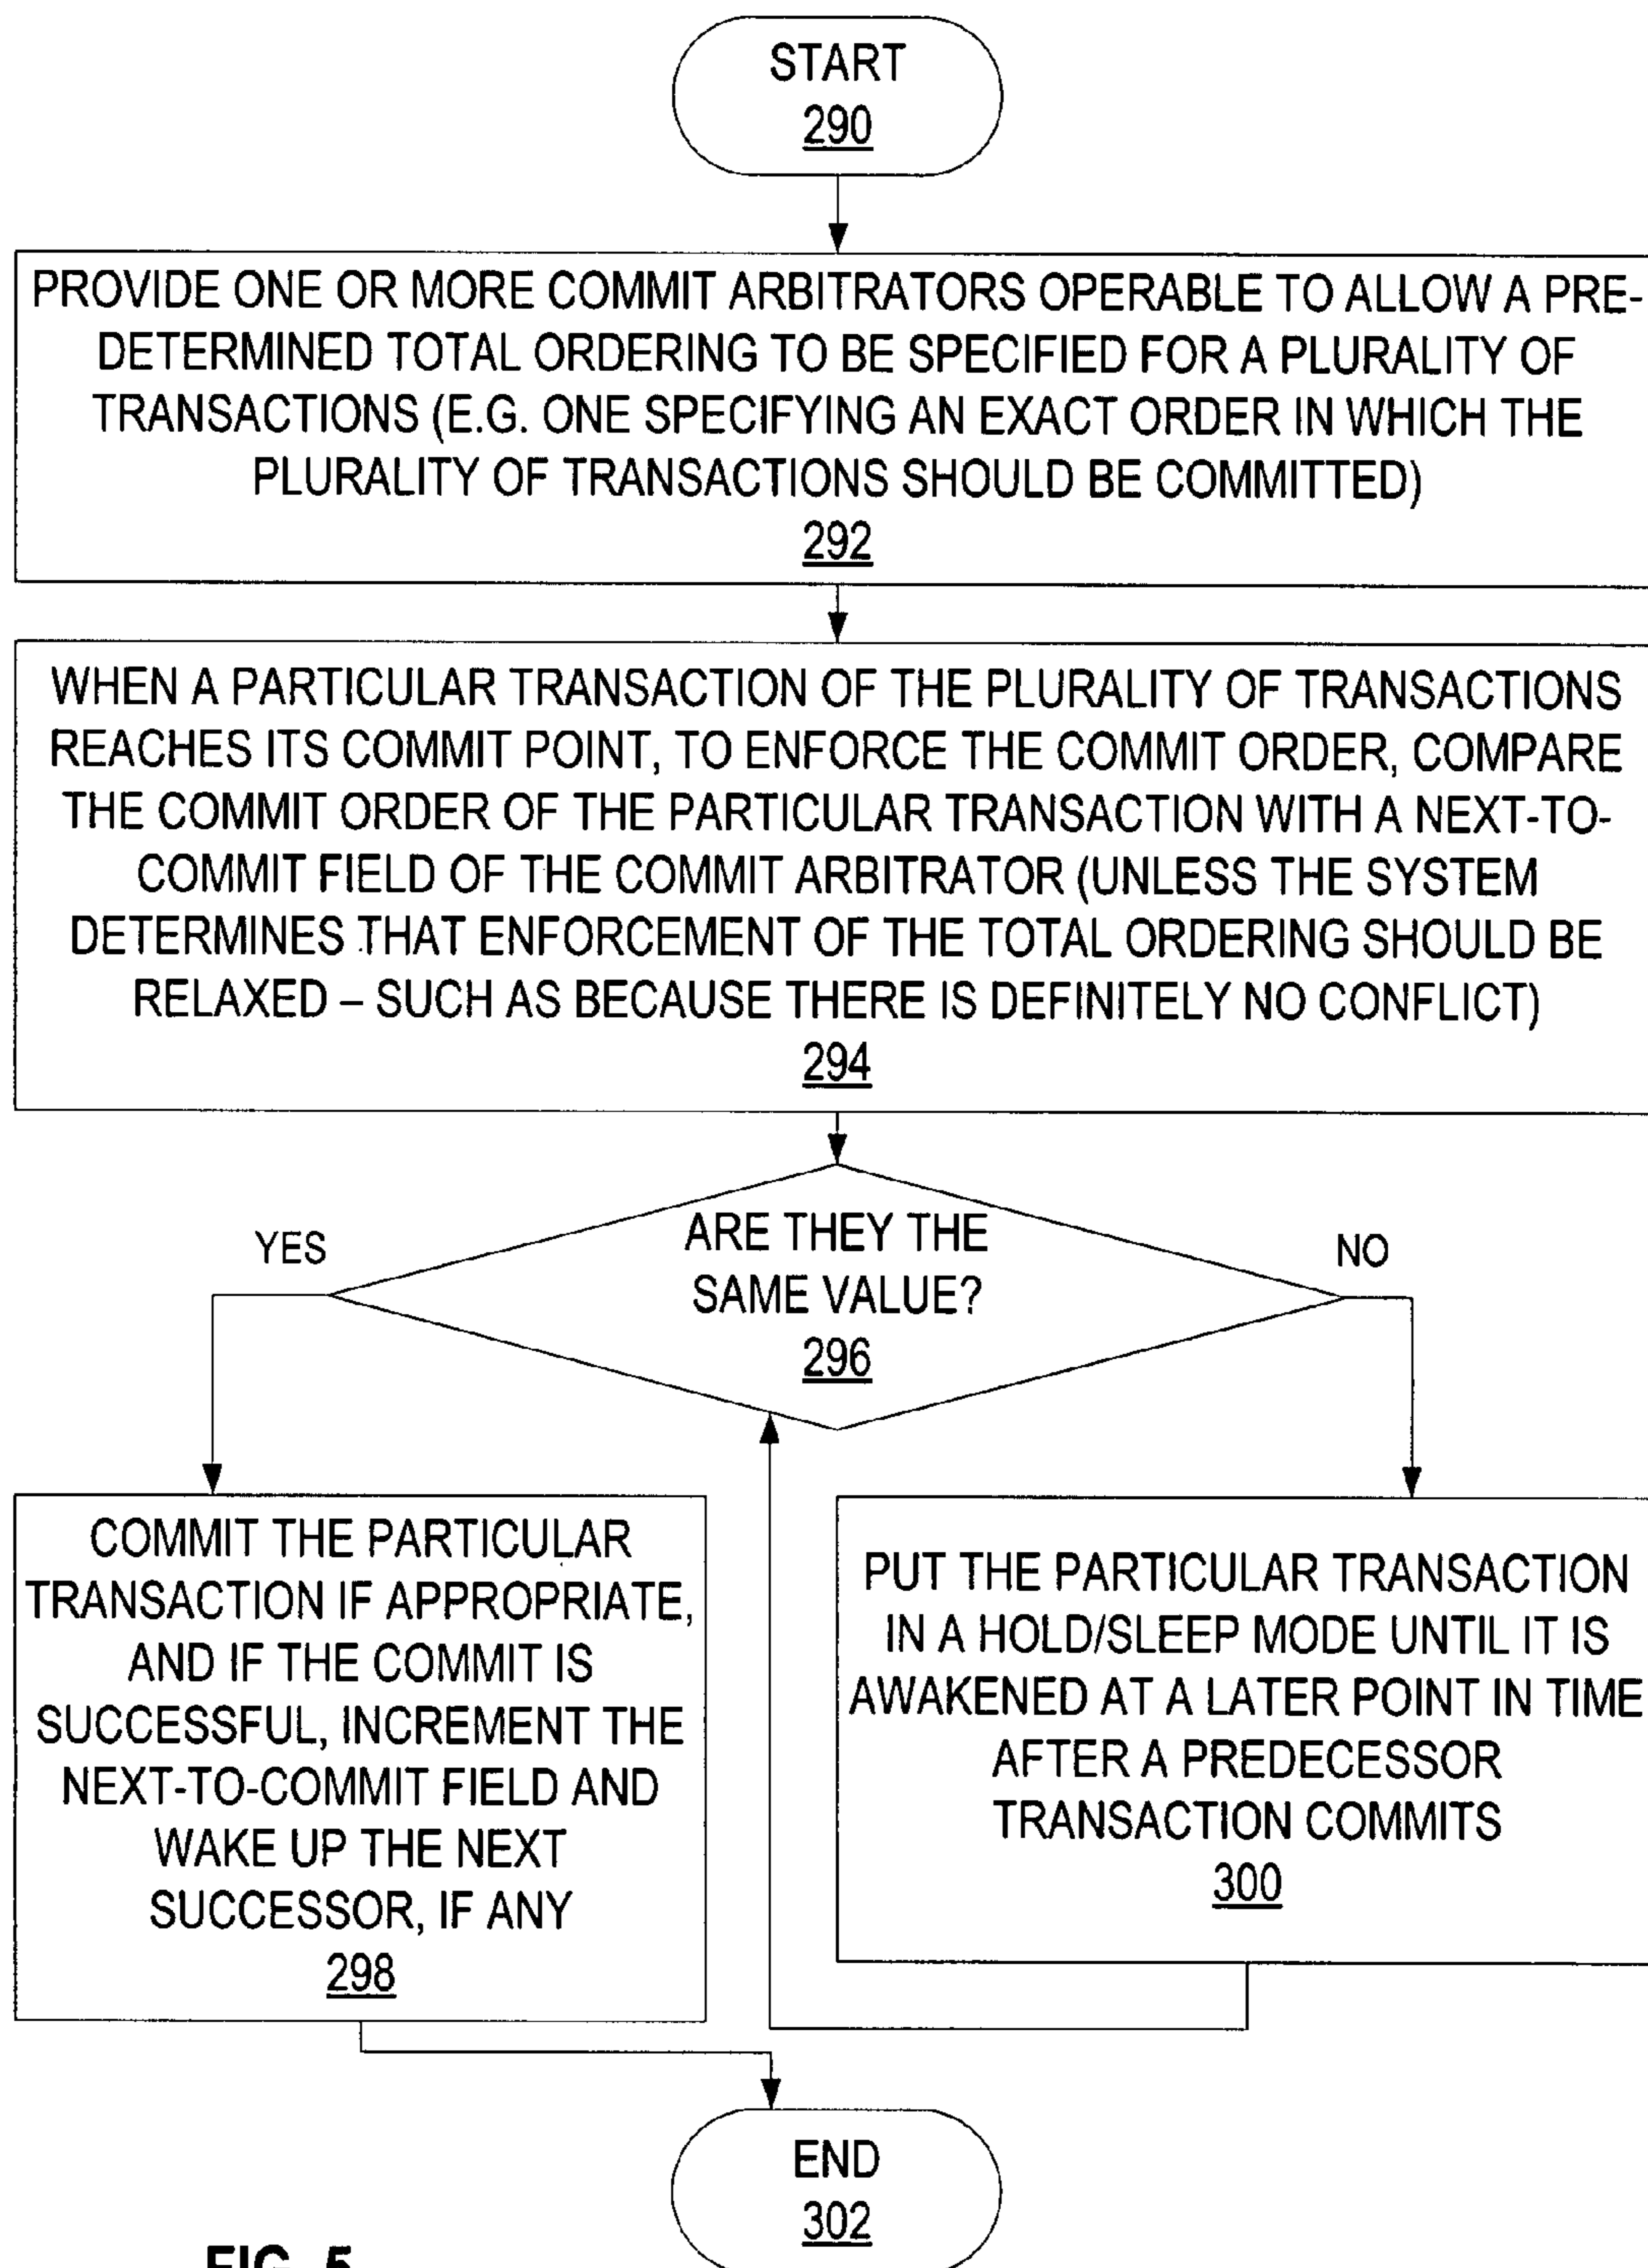 START
290
PROVIDE ONE OR MORE COMMIT ARBITRATORS OPERABLE TO ALLOW A PRE-
DETERMINED TOTAL ORDERING TO BE SPECIFIED FOR A PLURALITY OF
TRANSACTIONS (E.G. ONE SPECIFYING AN EXACT ORDER IN WHICH THE
PLURALITY OF TRANSACTIONS SHOULD BE COMMITTED)
292
WHEN A PARTICULAR TRANSACTION OF THE PLURALITY OF TRANSACTIONS
REACHES ITS COMMIT POINT, TO ENFORCE THE COMMIT ORDER, COMPARE
THE COMMIT ORDER OF THE PARTICULAR TRANSACTION WITH A NEXT-TO-
COMMIT FIELD OF THE COMMIT ARBITRATOR (UNLESS THE SYSTEM
DETERMINES THAT ENFORCEMENT OF THE TOTAL ORDERING SHOULD BE
RELAXED – SUCH AS BECAUSE THERE IS DEFINITELY NO CONFLICT)
294
YES
ARE THEY THE
SAME VALUE?
296
NO
COMMIT THE PARTICULAR
TRANSACTION IF APPROPRIATE,
AND IF THE COMMIT IS
SUCCESSFUL, INCREMENT THE
NEXT-TO-COMMIT FIELD AND
WAKE UP THE NEXT
SUCCESSOR, IF ANY
298
PUT THE PARTICULAR TRANSACTION
IN A HOLD/SLEEP MODE UNTIL IT IS
AWAKENED AT A LATER POINT IN TIME
AFTER A PREDECESSOR
TRANSACTION COMMITS
300
END
302
FIG. 5